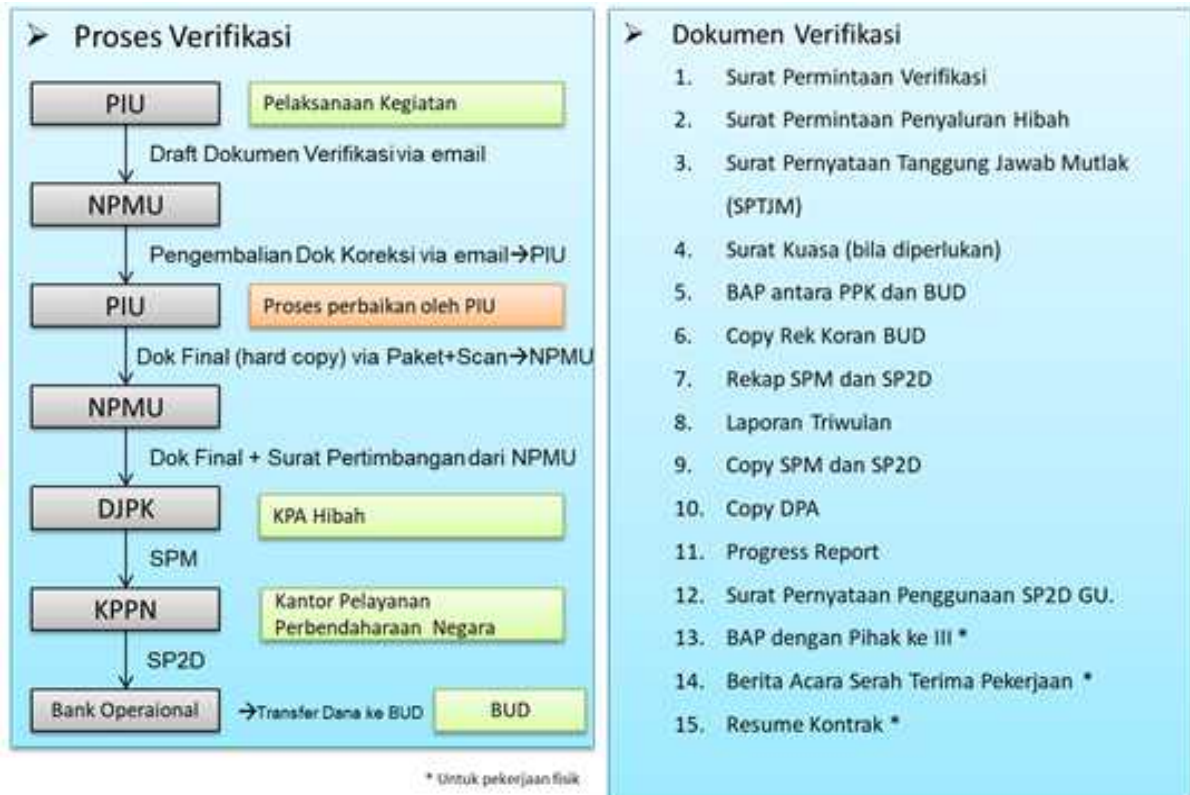 ➢ Proses Verifikasi
PIU
Pelaksanaan Kegiatan
Draft Dokumen Verifikasi via email
NPMU
Pengembalian Dok Koreksi via email→PIU
PIU
Proses perbaikan oleh PIU
Dok Final (hard copy) via Paket+Scan→NPMU
NPMU
Dok Final + Surat Pertimbangan dari NPMU
DJPK
KPA Hibah
SPM
KPPN
Kantor Pelayanan
Perbendaharaan Negara
SP2D
Bank Operaional
→Transfer Dana ke BUD
BUD
* Untuk pekerjaan fisik
➢ Dokumen Verifikasi
1. Surat Permintaan Verifikasi
2. Surat Permintaan Penyaluran Hibah
3. Surat Pernyataan Tanggung Jawab Mutlak
(SPTJM)
4. Surat Kuasa (bila diperlukan)
5. BAP antara PPK dan BUD
6. Copy Rek Koran BUD
7. Rekap SPM dan SP2D
8. Laporan Triwulan
9. Copy SPM dan SP2D
10. Copy DPA
11. Progress Report
12. Surat Pernyataan Penggunaan SP2D GU.
13. BAP dengan Pihak ke III *
14. Berita Acara Serah Terima Pekerjaan *
15. Resume Kontrak *